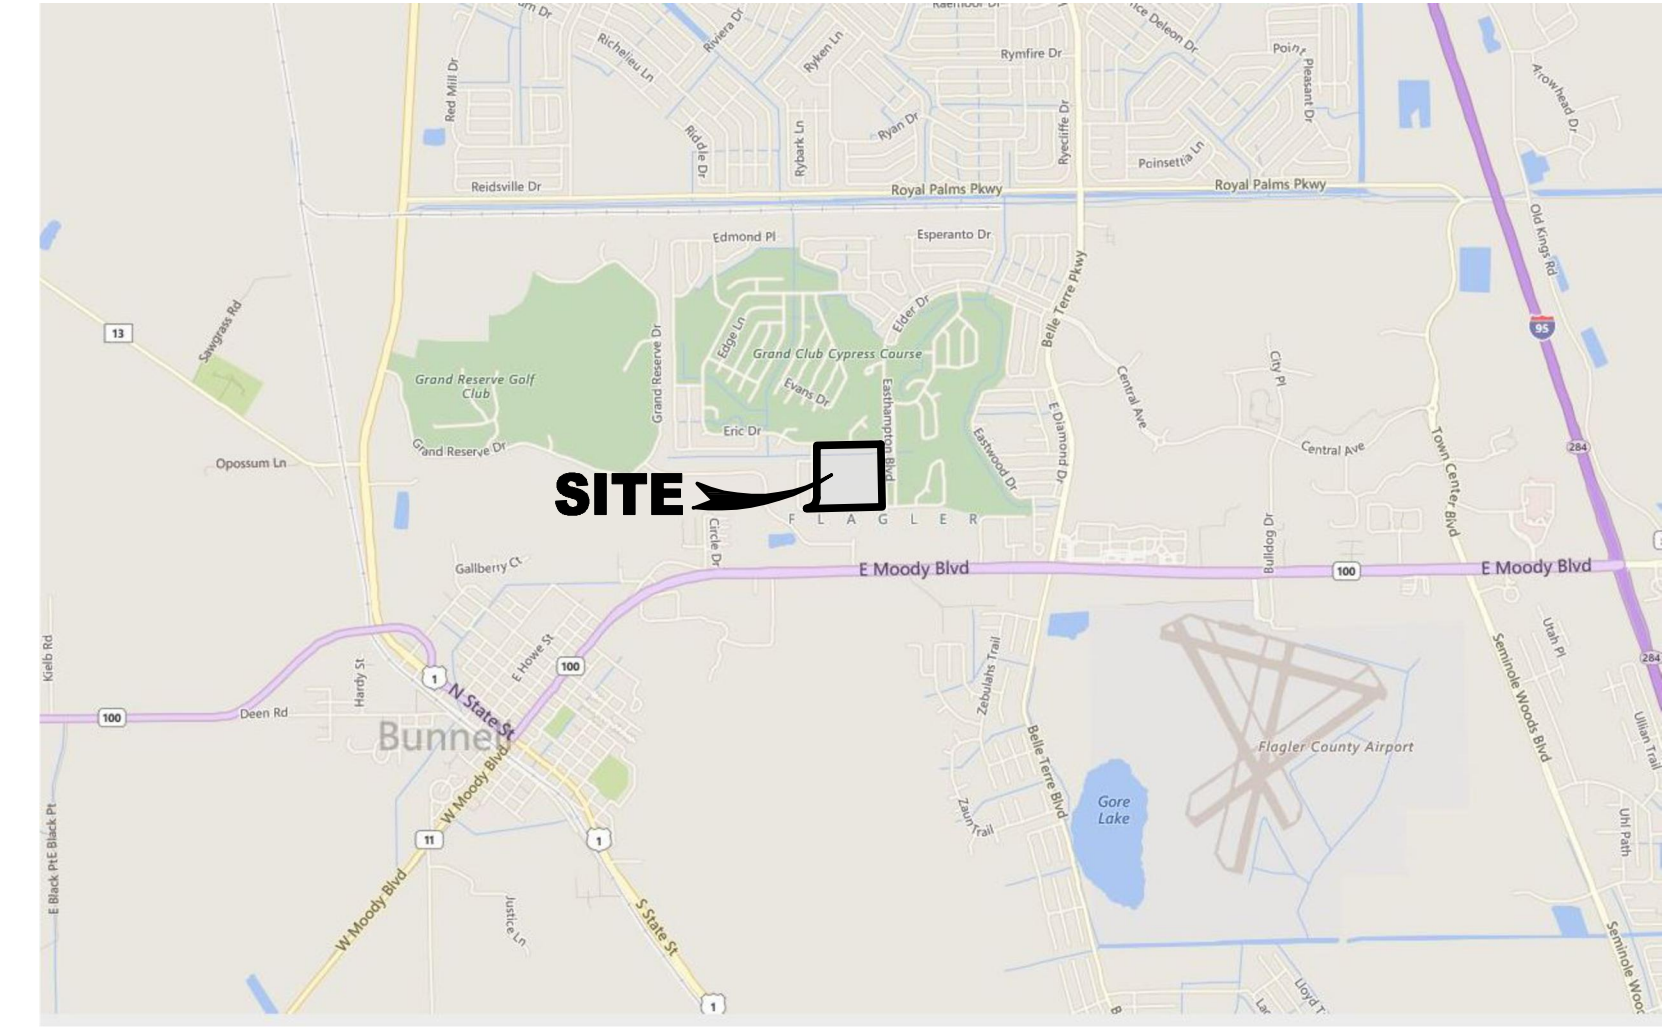 Red Mill Dr
Richelieu Ln
Riviera Dr
Ryken Ln
Rymfire Dr
Ponce Deleon Dr
Point Pleasant Dr
Arrowhead Dr
Riddle Dr
Rybark Ln
Ryan Dr
Ryecliffe Dr
Poinsettia Ln
Reidsville Dr
Royal Palms Pkwy
Royal Palms Pkwy
Old Kings Rd
Edmond Pl
Esperanto Dr
Belle Terre Pkwy
Sawgrass Rd
13
95
Elder Dr
Edge Ln
Grand Reserve Dr
Grand Club Cypress Course
Grand Reserve Golf
Club
Evans Dr
Easthampton Blvd
City Pl
Central Ave
E Diamond Dr
Eric Dr
Eastwood Dr
Grand Reserve Dr
Central Ave
Town Center Blvd
284
Opossum Ln
SITE
F L A G L E R
Circle Dr
Bulldog Dr
Gallberry Ct
E Moody Blvd
100
E Moody Blvd
Kielb Rd
Hardy St
E Howe St
100
1
N State St
Zebulahs Trail
Utah Pl
Seminole Woods Blvd
284
100
Deen Rd
Bunnell
W Moody Blvd
Belle Terre Blvd
Flagler County Airport
Ullian Trail
Gore
Lake
Zaun Trail
Uhl Path
11
1
E Black Pt
E Black Pt
W Moody Blvd
Justice Ln
S State St
Seminole Woo
Lloyd T
1
B